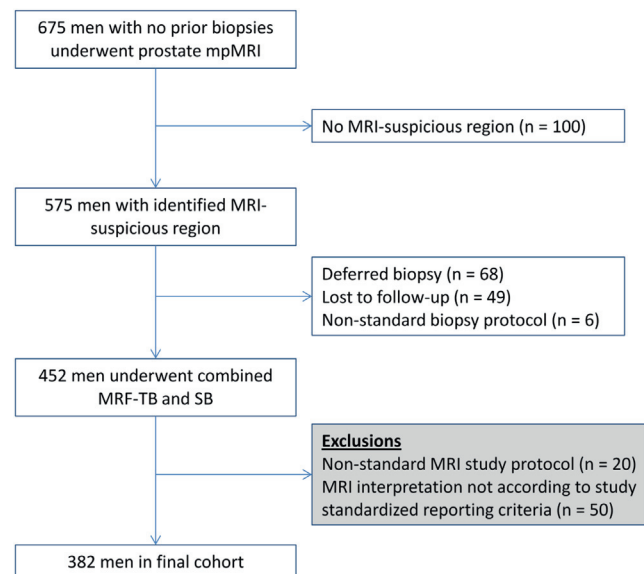 675 men with no prior biopsies
underwent prostate mpMRI
No MRI-suspicious region (n = 100)
575 men with identified MRI-
suspicious region
Deferred biopsy (n = 68)
Lost to follow-up (n = 49)
Non-standard biopsy protocol (n = 6)
452 men underwent combined
MRF-TB and SB
Exclusions
Non-standard MRI study protocol (n = 20)
MRI interpretation not according to study
standardized reporting criteria (n = 50)
382 men in final cohort